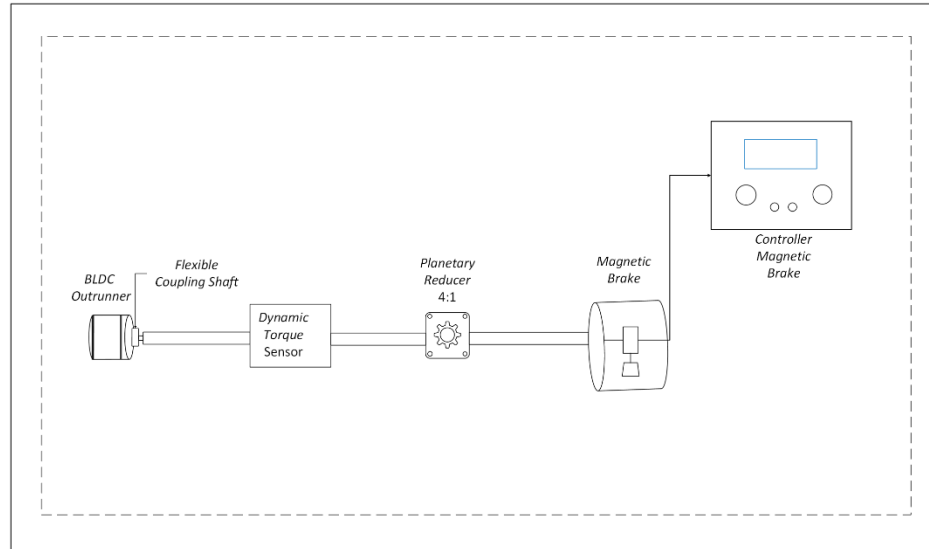 BLDC
Outrunner
Flexible
Coupling Shaft
Dynamic
Torque
Sensor
Planetary
Reducer
4:1
Magnetic
Brake
Controller
Magnetic
Brake